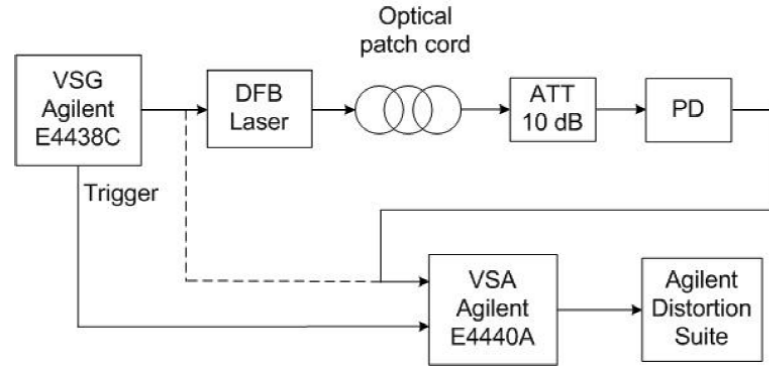 Optical
patch cord
VSG
Agilent
E4438C
DFB
Laser
ATT
10 dB
PD
Trigger
VSA
Agilent
E4440A
Agilent
Distortion
Suite